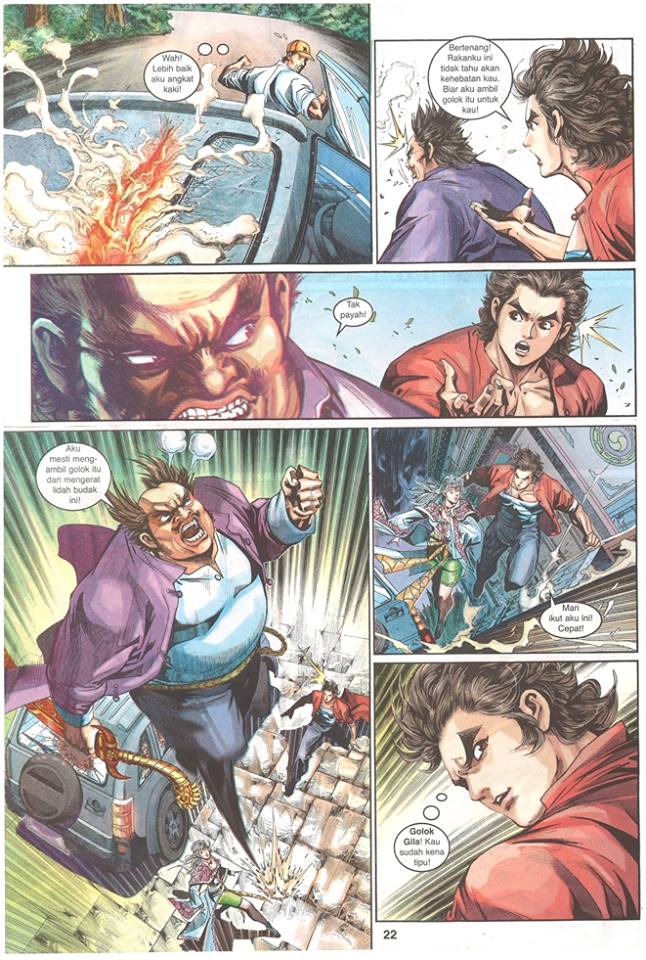 Wah!
Lebih baik
aku angkat
kaki!
Bertenang!
Rakanku ini
tidak tahu akan
kehebatan kau.
Biar aku ambil
golok itu untuk
kau!
Tak
payah!
Aku
mesti meng-
ambil golok itu
dan mengerat
lidah budak
ini!
Mari
ikut aku ini!
Cepat!
Golok
Gila! Kau
sudah kena
tipu!
22